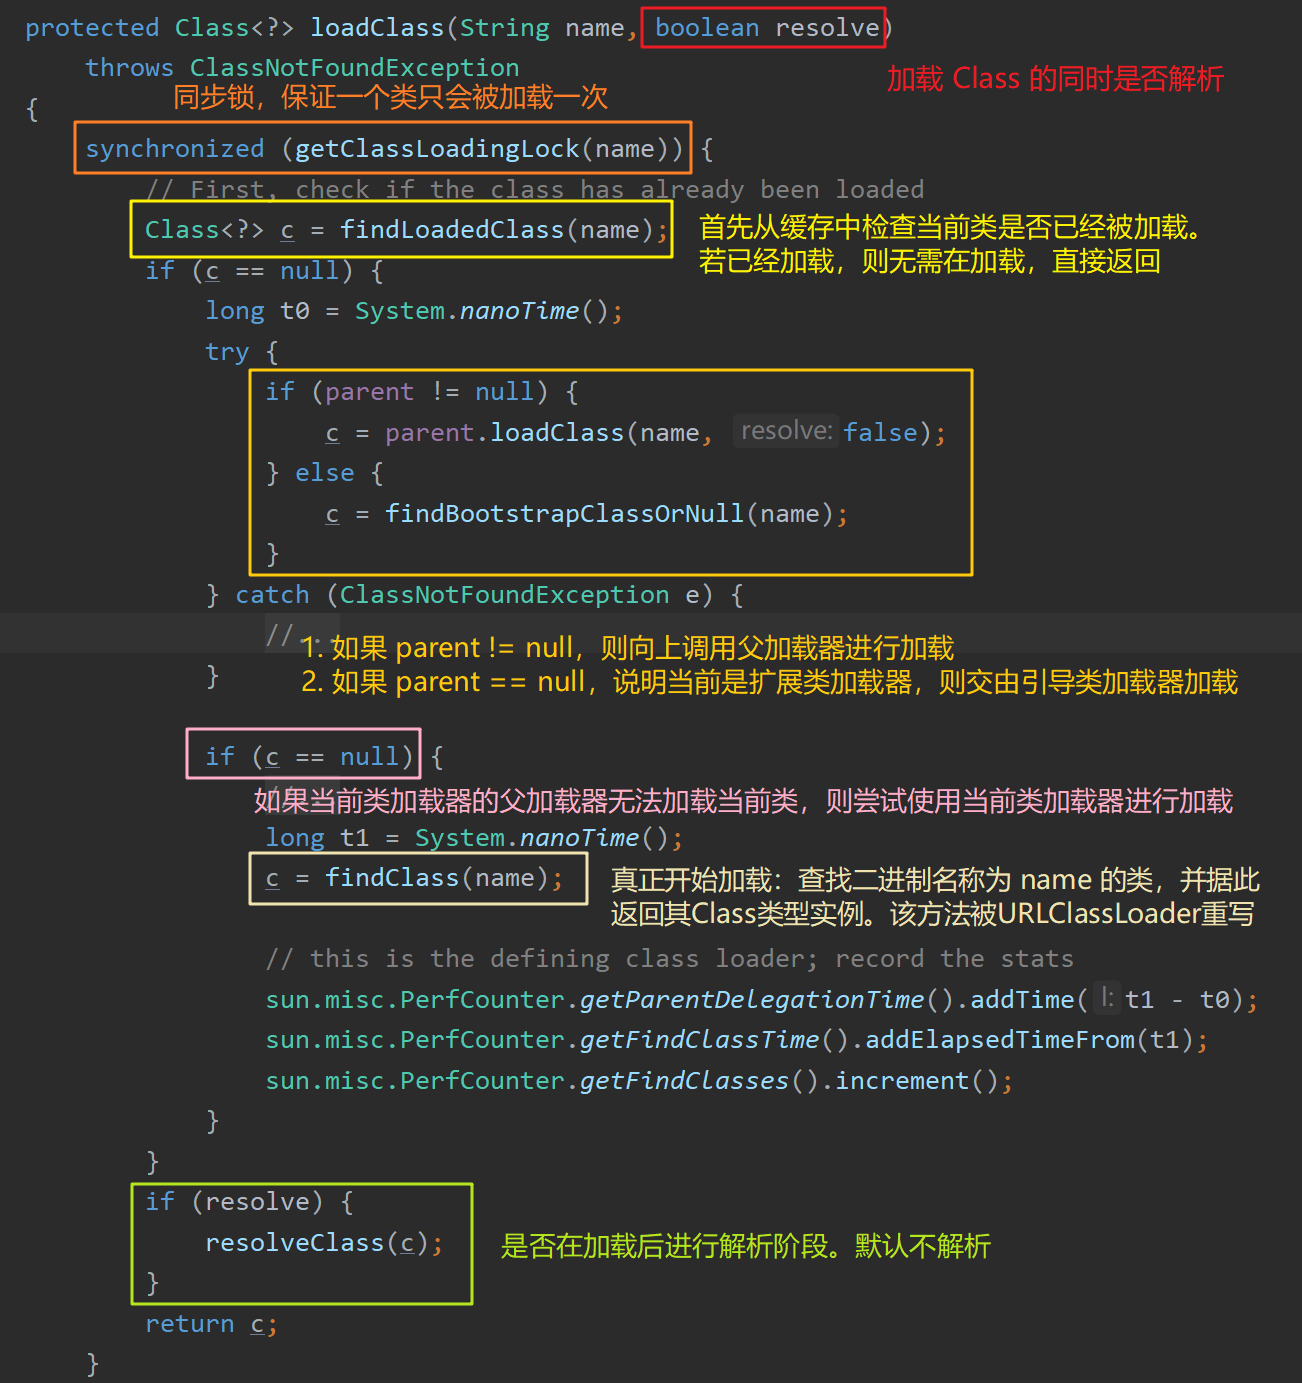 protected Class<?> loadClass(String name, boolean resolve)
throws ClassNotFoundException
加载 Class 的同时是否解析
同步锁，保证一个类只会被加载一次
{
synchronized (getClassLoadingLock(name)) {
// First, check if the class has already been loaded
Class<?> c = findLoadedClass(name);
首先从缓存中检查当前类是否已经被加载。
若已经加载，则无需在加载，直接返回
if (c == null) {
long t0 = System.nanoTime();
try {
if (parent != null) {
c = parent.loadClass(name, resolve: false);
} else {
c = findBootstrapClassOrNull(name);
}
} catch (ClassNotFoundException e) {
//...
1. 如果 parent != null，则向上调用父加载器进行加载
}
2. 如果 parent == null，说明当前是扩展类加载器，则交由引导类加载器加载
if (c == null) {
如果当前类加载器的父加载器无法加载当前类，则尝试使用当前类加载器进行加载
long t1 = System.nanoTime();
c = findClass(name);
真正开始加载：查找二进制名称为 name 的类，并据此
返回其Class类型实例。该方法被URLClassLoader重写
// this is the defining class loader; record the stats
sun.misc.PerfCounter.getParentDelegationTime().addTime( l: t1 - t0);
sun.misc.PerfCounter.getFindClassTime().addElapsedTimeFrom(t1);
sun.misc.PerfCounter.getFindClasses().increment();
}
}
if (resolve) {
resolveClass(c);
是否在加载后进行解析阶段。默认不解析
}
return c;
}